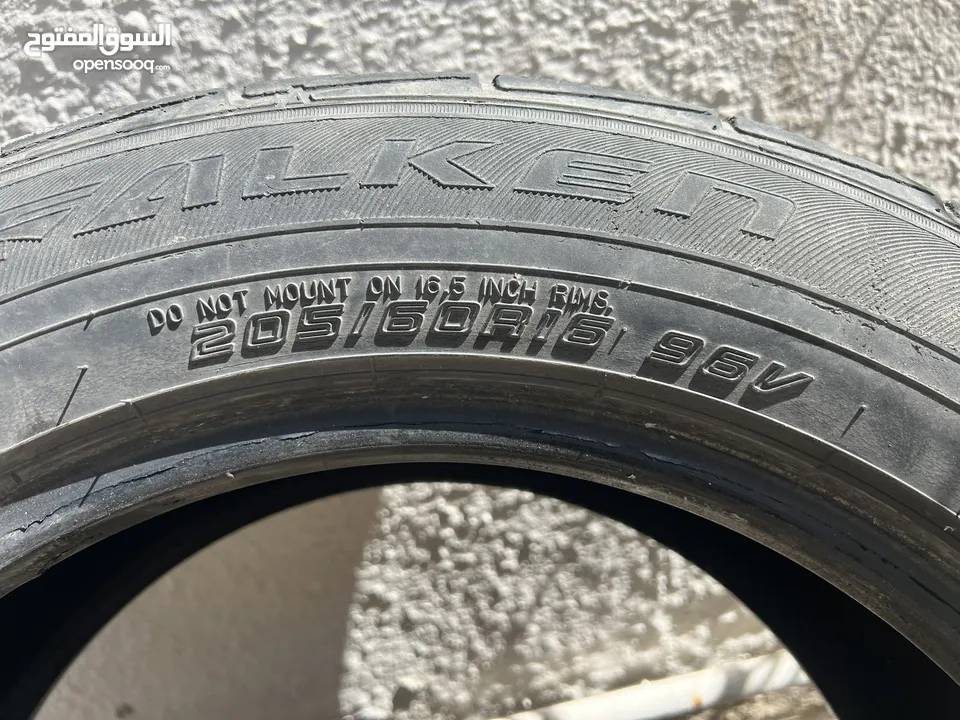 السوق المفتوح
opensooq.com
FALKEN
DO NOT MOUNT ON 16.5 INCH RIMS.
205/60R16 96V